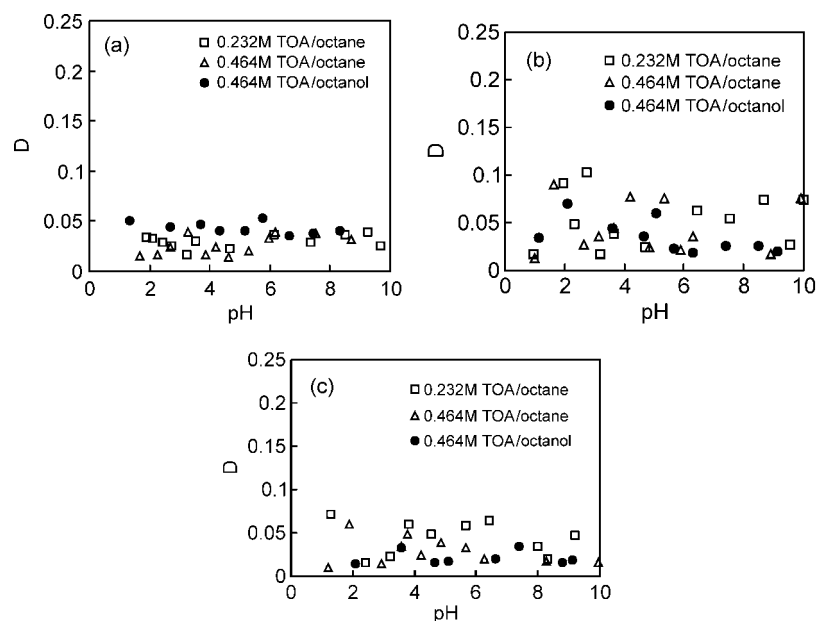 (a)
0.232M TOA/octane
0.464M TOA/octane
0.464M TOA/octanol
0.25
0.2
0.15
0.1
0.05
0
D
0 2 4 6 8 10
pH
(b)
0.232M TOA/octane
0.464M TOA/octane
0.464M TOA/octanol
0.25
0.2
0.15
0.1
0.05
0
D
0 2 4 6 8 10
pH
(c)
0.232M TOA/octane
0.464M TOA/octane
0.464M TOA/octanol
0.25
0.2
0.15
0.1
0.05
0
D
0 2 4 6 8 10
pH